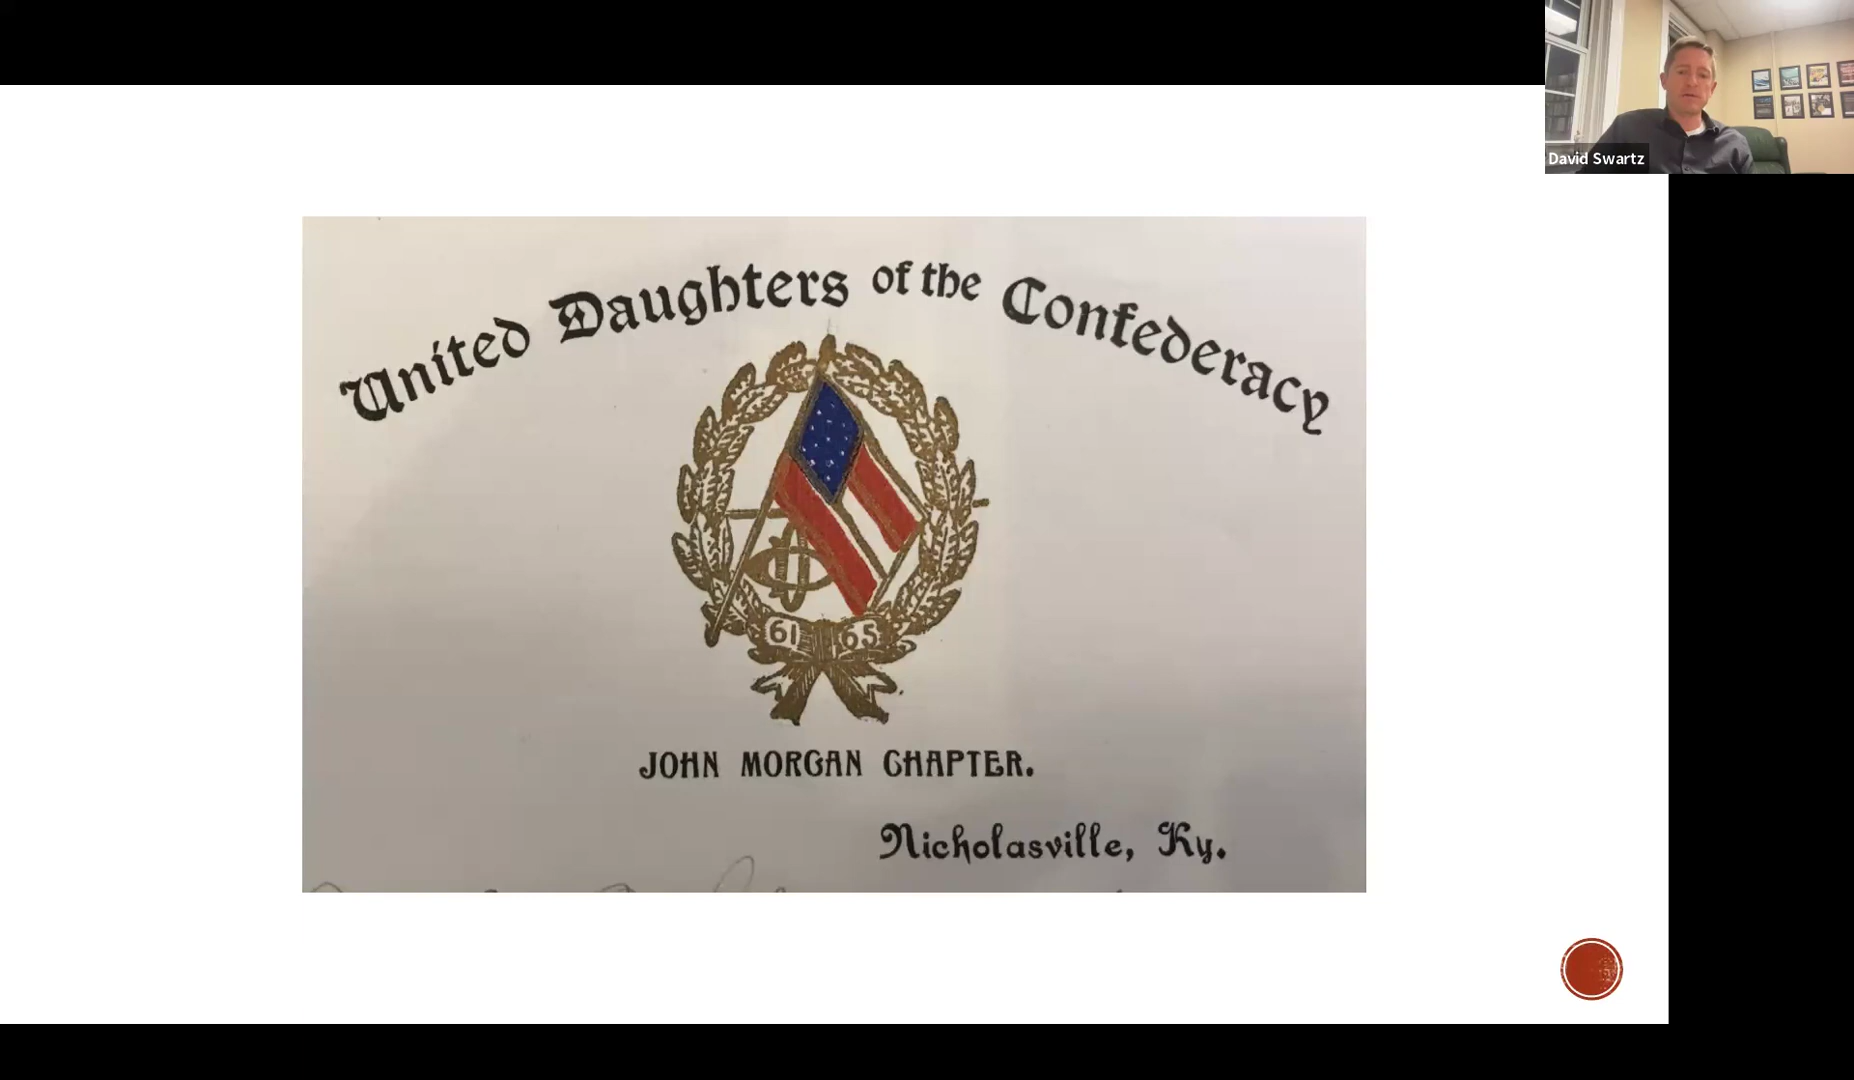 United Daughters of the Confederacy
61 65
JOHN MORGAN CHAPTER.
Nicholasville, Ky.
David Swartz